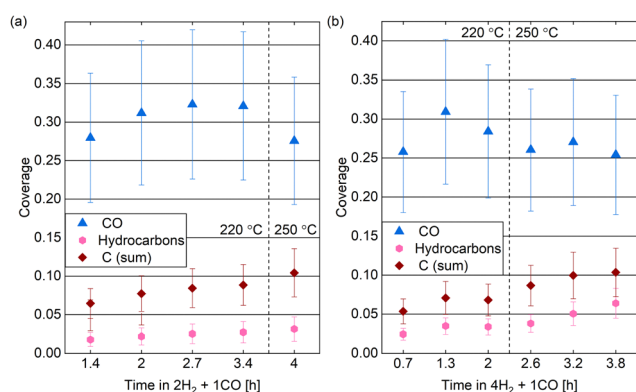 (a)
0.40
0.35
0.30
0.25
0.20
0.15
0.10
0.05
0.00
Coverage
CO
Hydrocarbons
C (sum)
220 °C
250 °C
1.4 2 2.7 3.4 4
Time in 2H₂ + 1CO [h]
(b)
220 °C
250 °C
0.40
0.35
0.30
0.25
0.20
0.15
0.10
0.05
0.00
Coverage
CO
Hydrocarbons
C (sum)
0.7 1.3 2 2.6 3.2 3.8
Time in 4H₂ + 1CO [h]